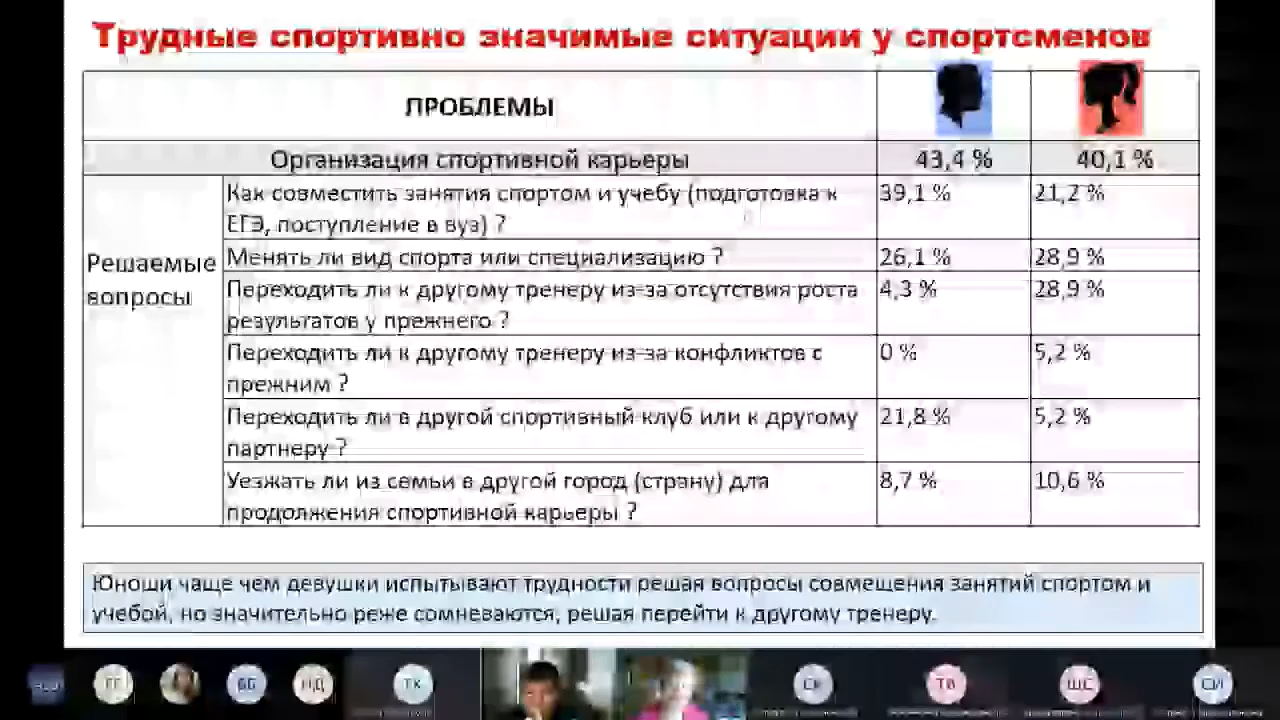 Трудные спортивно значимые ситуации у спортсменов
ПРОБЛЕМЫ
Организация спортивной карьеры 43,4 % 40,1 %
Решаемые вопросы
Как совместить занятия спортом и учебу (подготовка к
ЕГЭ, поступление в вуз) ? 39,1 % 21,2 %
Менять ли вид спорта или специализацию ? 26,1 % 28,9 %
Переходить ли к другому тренеру из-за отсутствия роста
результатов у прежнего ? 4,3 % 28,9 %
Переходить ли к другому тренеру из-за конфликтов с
прежним ? 0 % 5,2 %
Переходить ли в другой спортивный клуб или к другому
партнеру ? 21,8 % 5,2 %
Уезжать ли из семьи в другой город (страну) для
продолжения спортивной карьеры ? 8,7 % 10,6 %
Юноши чаще чем девушки испытывают трудности решая вопросы совмещения занятий спортом и
учебой, но значительно реже сомневаются, решая перейти к другому тренеру.
ББ НД ТК СК ТВ ШС СИ